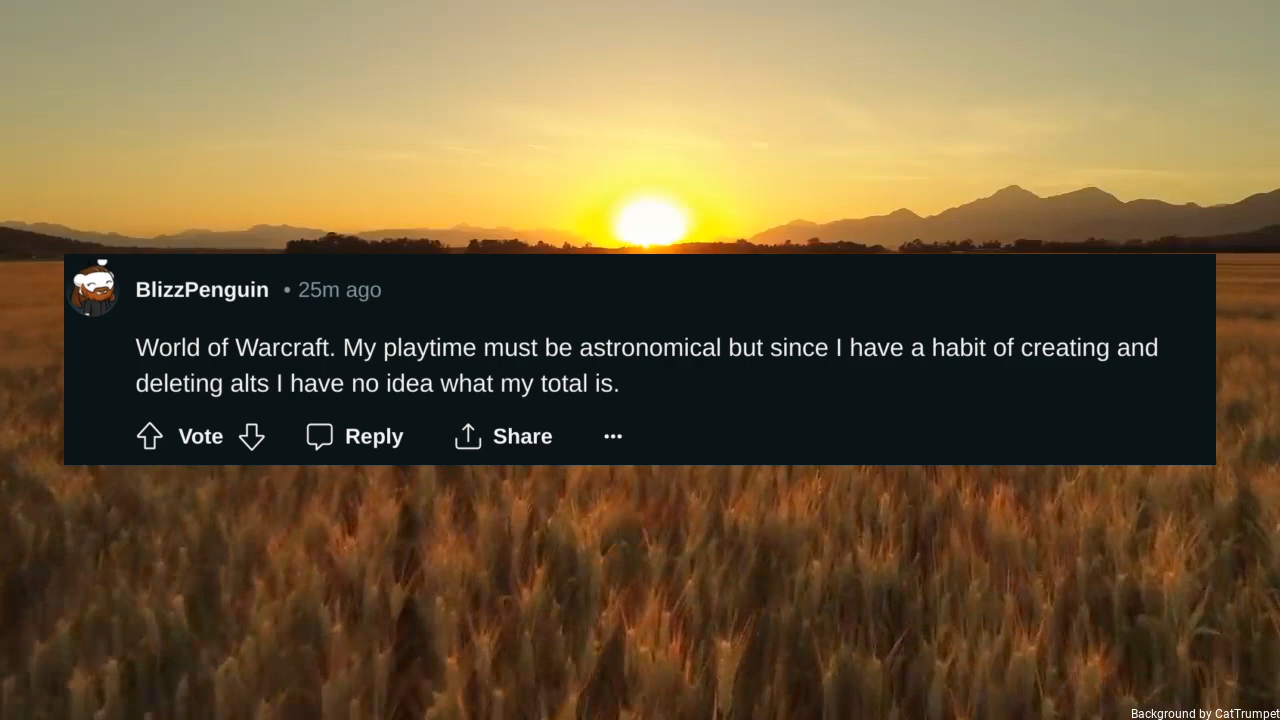 BlizzPenguin • 25m ago
World of Warcraft. My playtime must be astronomical but since I have a habit of creating and
deleting alts I have no idea what my total is.
Vote Reply Share ···
Background by CatTrumpet